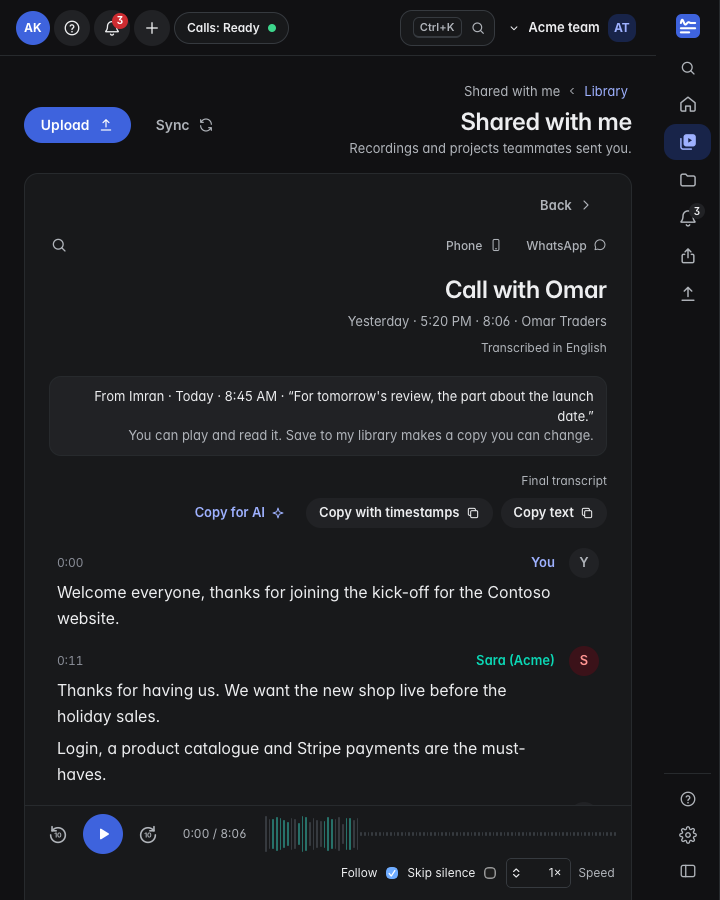 AK
3
Calls: Ready
Ctrl+K
Acme team
AT
Shared with me
Library
Upload
Sync
Shared with me
Recordings and projects teammates sent you.
3
Back
Phone
WhatsApp
Call with Omar
Yesterday · 5:20 PM · 8:06 · Omar Traders
Transcribed in English
From Imran · Today · 8:45 AM · “For tomorrow's review, the part about the launch
date.”
You can play and read it. Save to my library makes a copy you can change.
Final transcript
Copy for AI
Copy with timestamps
Copy text
0:00
You
Y
Welcome everyone, thanks for joining the kick-off for the Contoso
website.
0:11
Sara (Acme)
S
Thanks for having us. We want the new shop live before the
holiday sales.
Login, a product catalogue and Stripe payments are the must-
haves.
10
10
0:00 / 8:06
Follow
Skip silence
1×
Speed